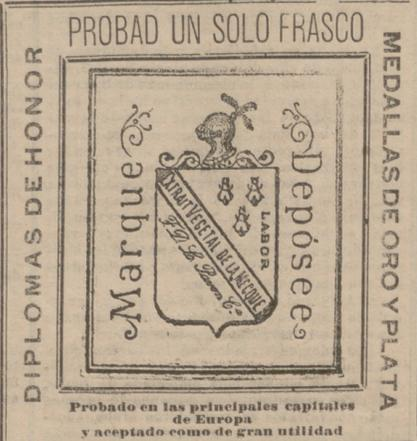 PROBAD UN SOLO FRASCO
DIPLOMAS DE HONOR
MEDALLAS DE ORO Y PLATA
Marque
Depósee
LABOR
EXTRAIT VEGETAL DE LA MECQUE
Probado en las principales capitales
de Europa
y aceptado como de gran utilidad